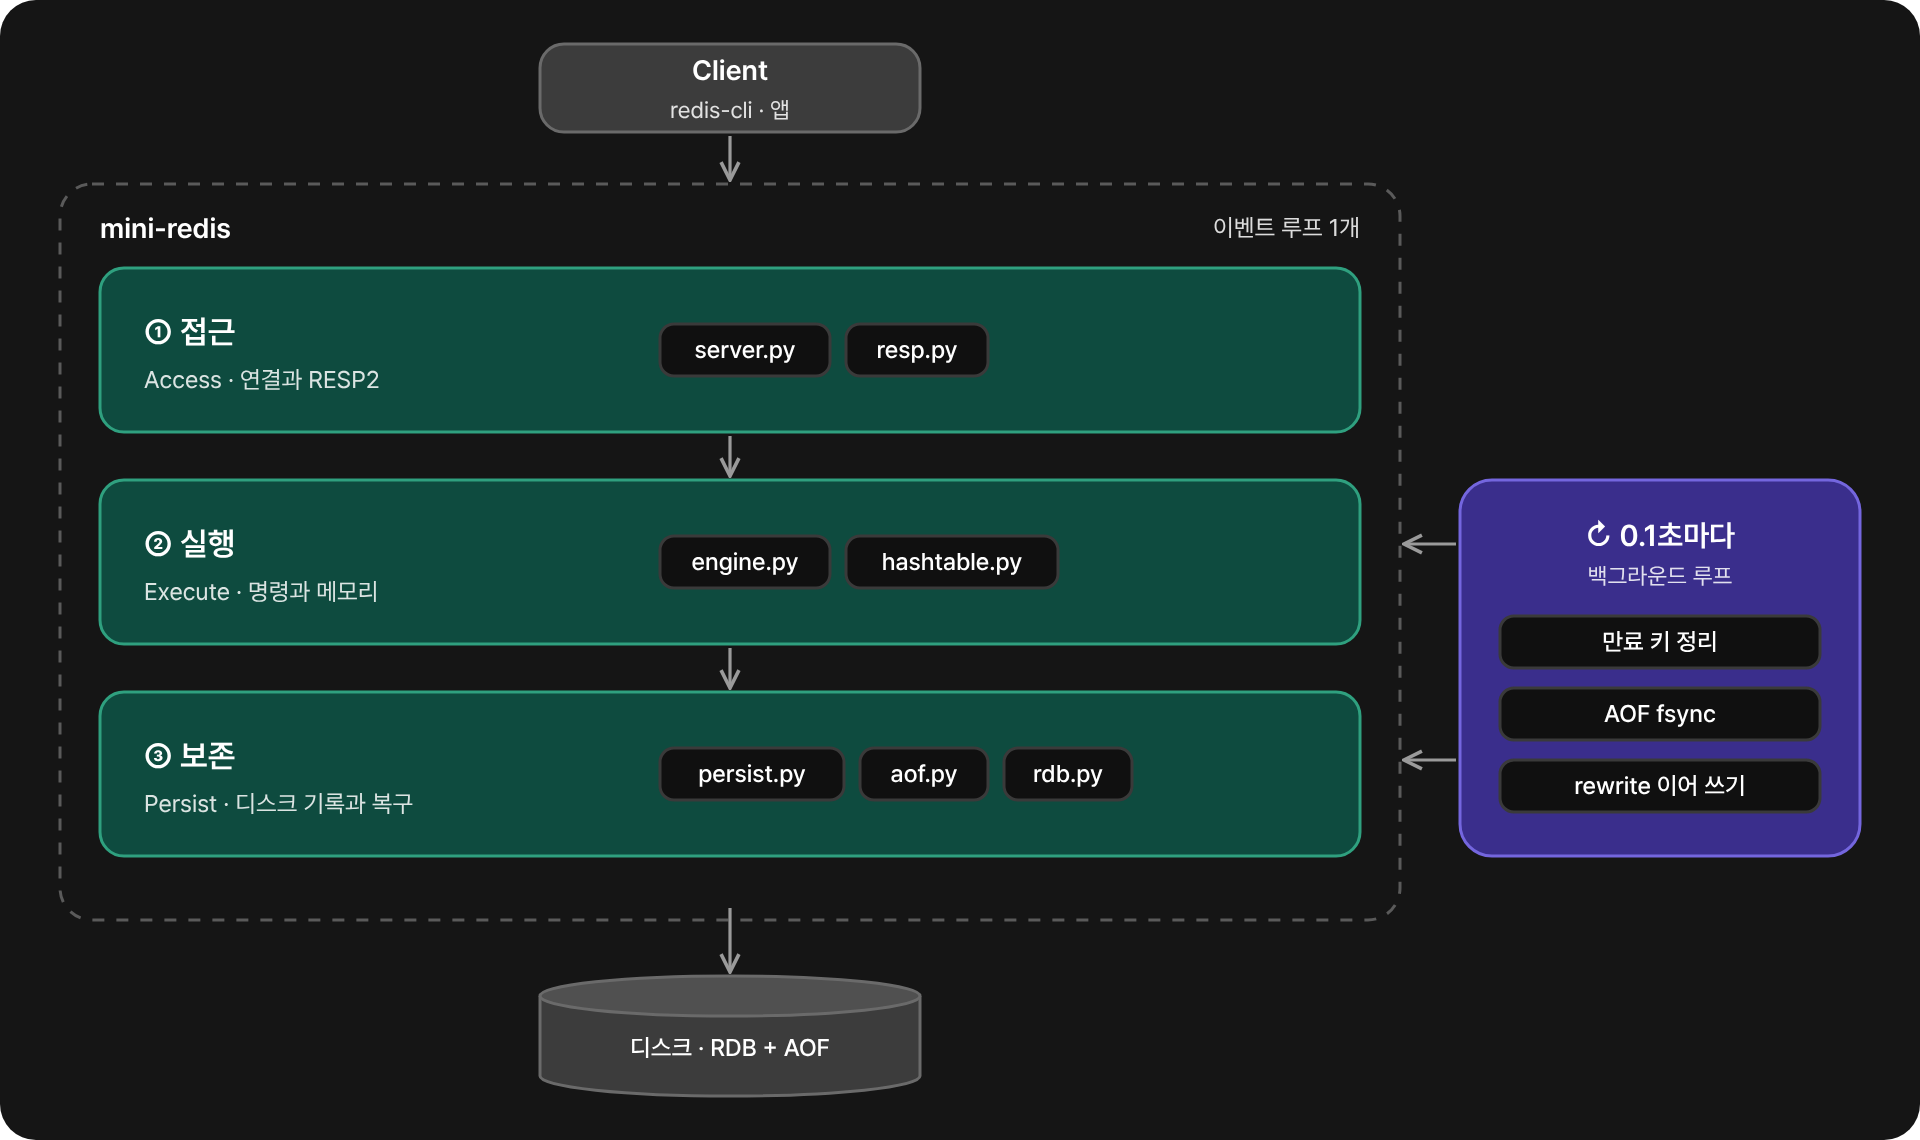 Client
redis-cli · 앱
mini-redis
이벤트 루프 1개
① 접근
Access · 연결과 RESP2
server.py
resp.py
② 실행
Execute · 명령과 메모리
engine.py
hashtable.py
③ 보존
Persist · 디스크 기록과 복구
persist.py
aof.py
rdb.py
↻ 0.1초마다
백그라운드 루프
만료 키 정리
AOF fsync
rewrite 이어 쓰기
디스크 · RDB + AOF